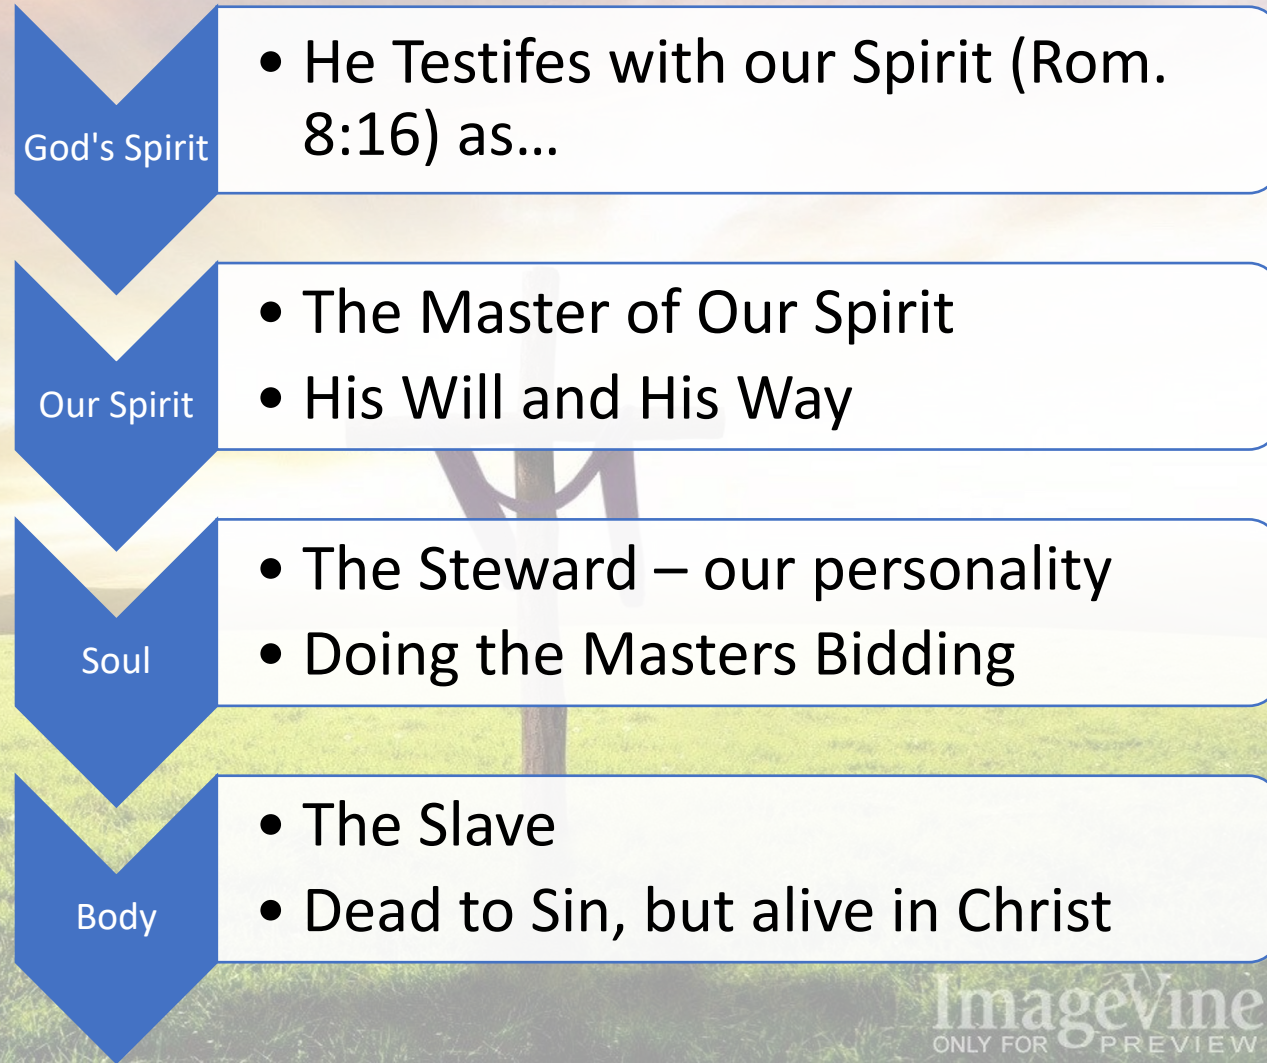 God's Spirit
• He Testifes with our Spirit (Rom.
8:16) as...
Our Spirit
• The Master of Our Spirit
• His Will and His Way
Soul
• The Steward – our personality
• Doing the Masters Bidding
Body
• The Slave
• Dead to Sin, but alive in Christ
ImageVine
ONLY FOR PREVIEW